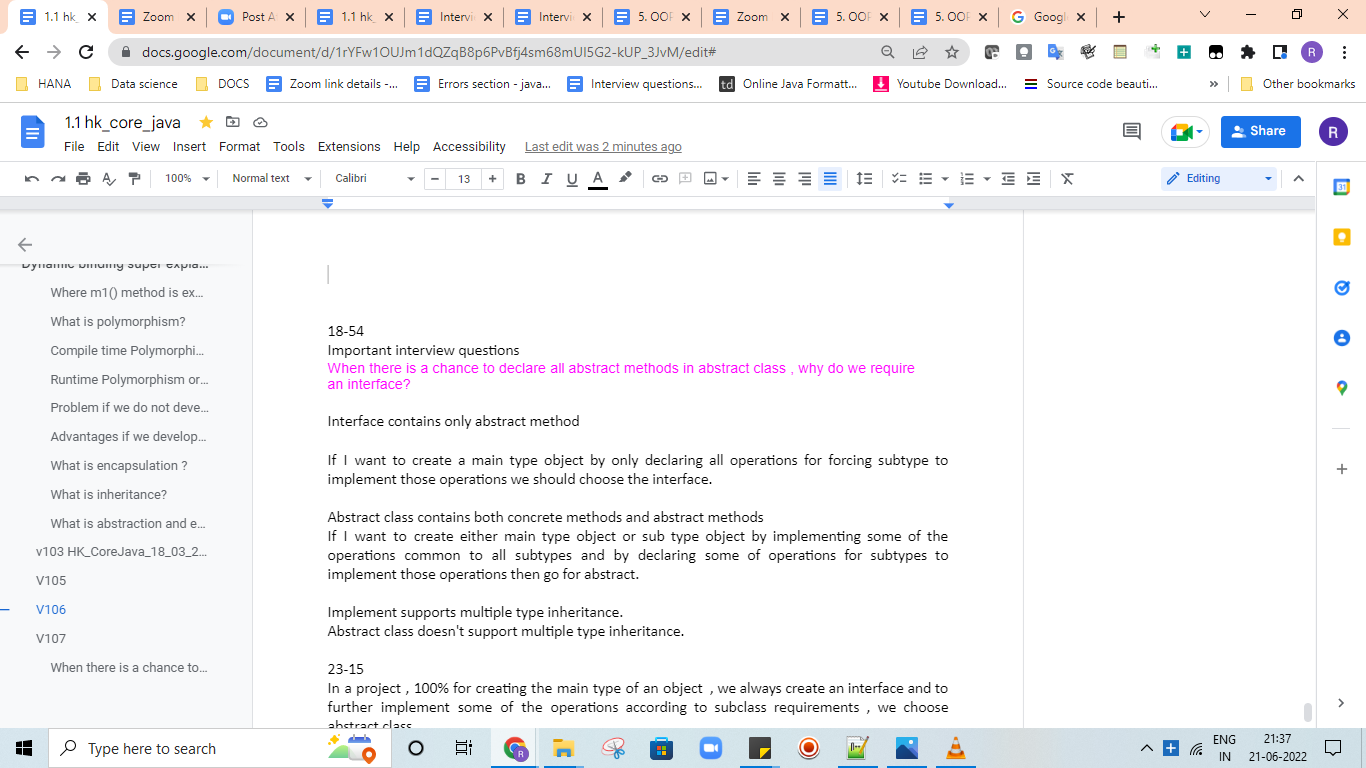 1.1 hk_
Zoom
Post A
1.1 hk_
Intervi
Intervi
5. OOP
Zoom
5. OOP
5. OOP
Googl
docs.google.com/document/d/1rYFw1OUJm1dQZqB8p6PvBfj4sm68mUI5G2-kUP_3JvM/edit#
R
HANA
Data science
DOCS
Zoom link details -...
Errors section - java...
Interview questions...
td Online Java Formatt...
Youtube Download...
Source code beauti...
»
Other bookmarks
1.1 hk_core_java
Share
R
File Edit View Insert Format Tools Extensions Help Accessibility Last edit was 2 minutes ago
100% Normal text Calibri − 13 + B I U A Editing
Dynamic binding super expla...
Where m1() method is ex...
What is polymorphism?
Compile time Polymorphi...
Runtime Polymorphism or...
Problem if we do not deve...
Advantages if we develop...
What is encapsulation ?
What is inheritance?
What is abstraction and e...
v103 HK_CoreJava_18_03_2...
V105
V106
V107
When there is a chance to...
18-54
Important interview questions
When there is a chance to declare all abstract methods in abstract class , why do we require
an interface?
Interface contains only abstract method
If I want to create a main type object by only declaring all operations for forcing subtype to
implement those operations we should choose the interface.
Abstract class contains both concrete methods and abstract methods
If I want to create either main type object or sub type object by implementing some of the
operations common to all subtypes and by declaring some of operations for subtypes to
implement those operations then go for abstract.
Implement supports multiple type inheritance.
Abstract class doesn't support multiple type inheritance.
23-15
In a project , 100% for creating the main type of an object , we always create an interface and to
further implement some of the operations according to subclass requirements , we choose
abstract class
31
Type here to search
R
ENG
IN
21:37
21-06-2022